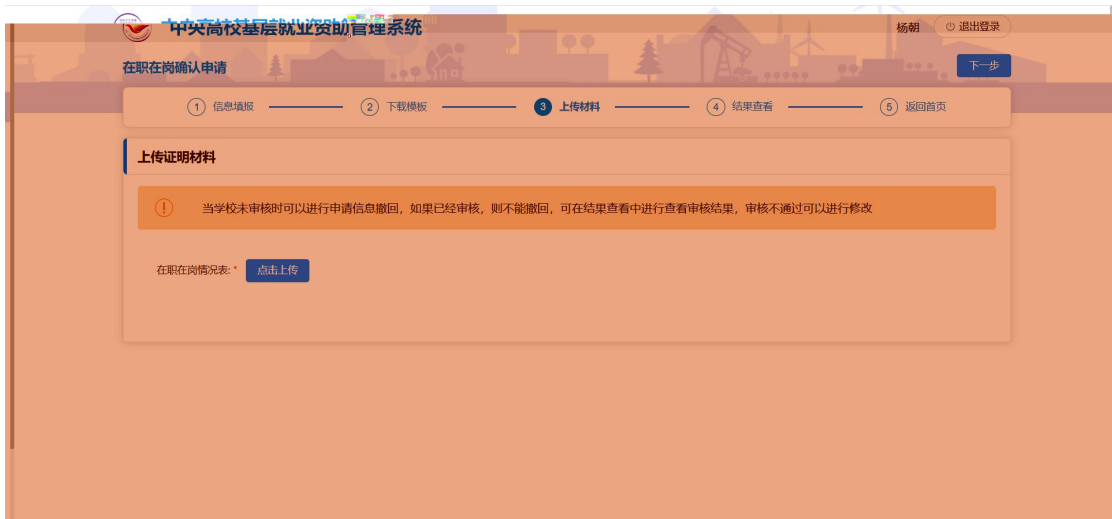 中央高校基层就业资助管理系统
杨朝 退出登录
在职在岗确认申请 下一步
1 信息填报 2 下载模板 3 上传材料 4 结果查看 5 返回首页
上传证明材料
当学校未审核时可以进行申请信息撤回，如果已经审核，则不能撤回，可在结果查看中进行查看审核结果，审核不通过可以进行修改
在职在岗情况表: * 点击上传